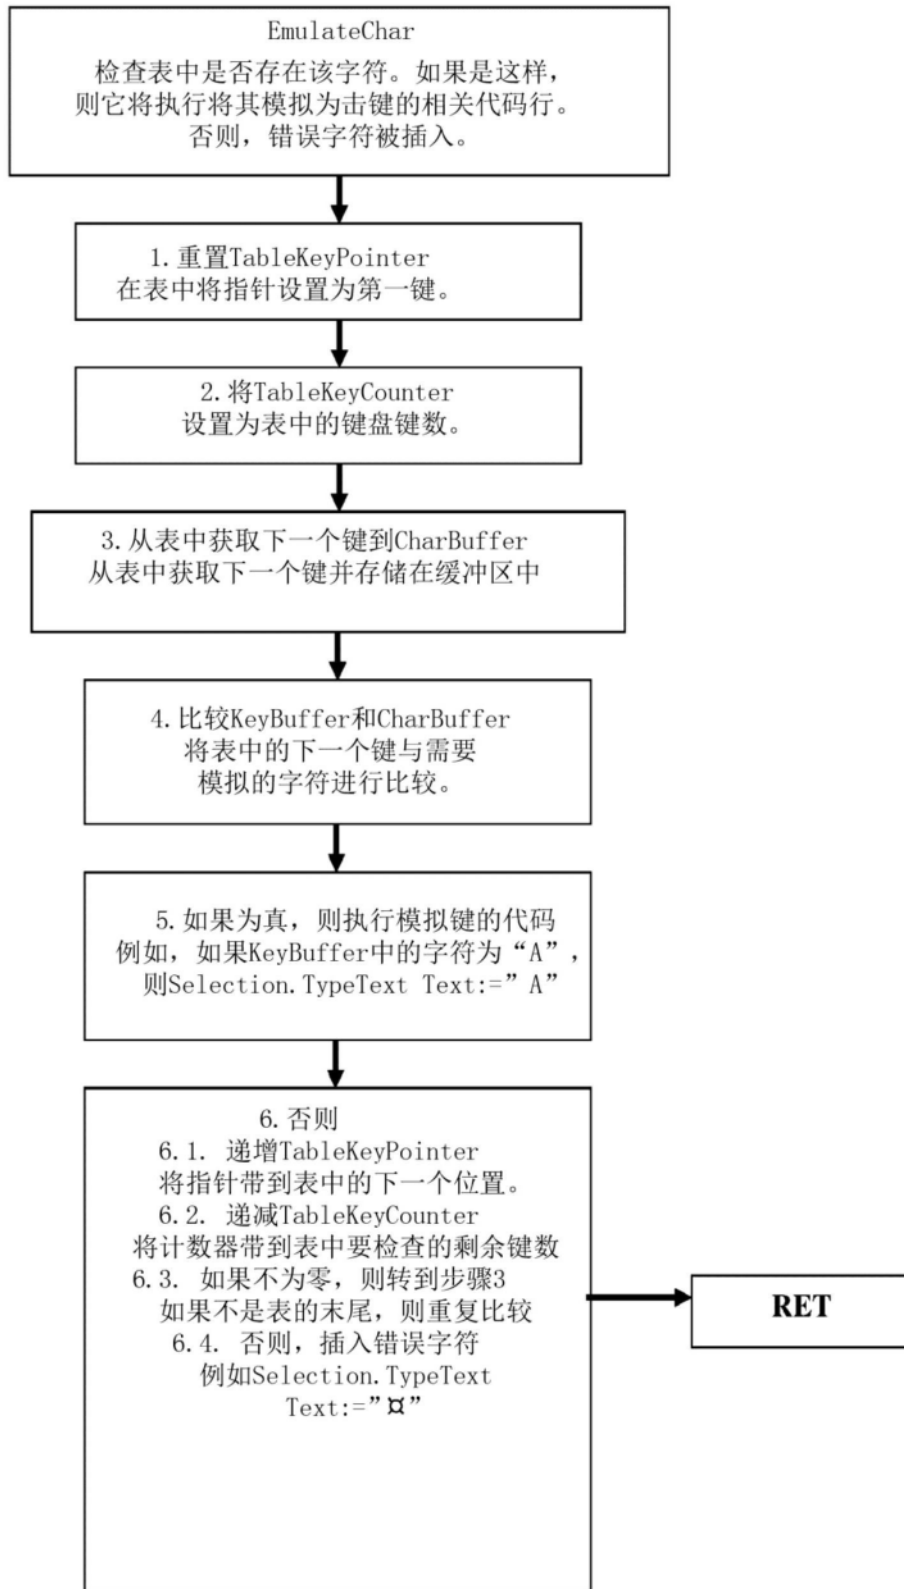 EmulateChar
检查表中是否存在该字符。如果是这样，
则它将执行将其模拟为击键的相关代码行。
否则，错误字符被插入。
1.重置TableKeyPointer
在表中将指针设置为第一键。
2.将TableKeyCounter
设置为表中的键盘键数。
3.从表中获取下一个键到CharBuffer
从表中获取下一个键并存储在缓冲区中
4.比较KeyBuffer和CharBuffer
将表中的下一个键与需要
模拟的字符进行比较。
5.如果为真，则执行模拟键的代码
例如，如果KeyBuffer中的字符为“A”，
则Selection.TypeText Text:=”A”
6.否则
6.1. 递增TableKeyPointer
将指针带到表中的下一个位置。
6.2. 递减TableKeyCounter
将计数器带到表中要检查的剩余键数
6.3. 如果不为零，则转到步骤3
如果不是表的末尾，则重复比较
6.4. 否则，插入错误字符
例如Selection.TypeText
Text:=”¤”
RET